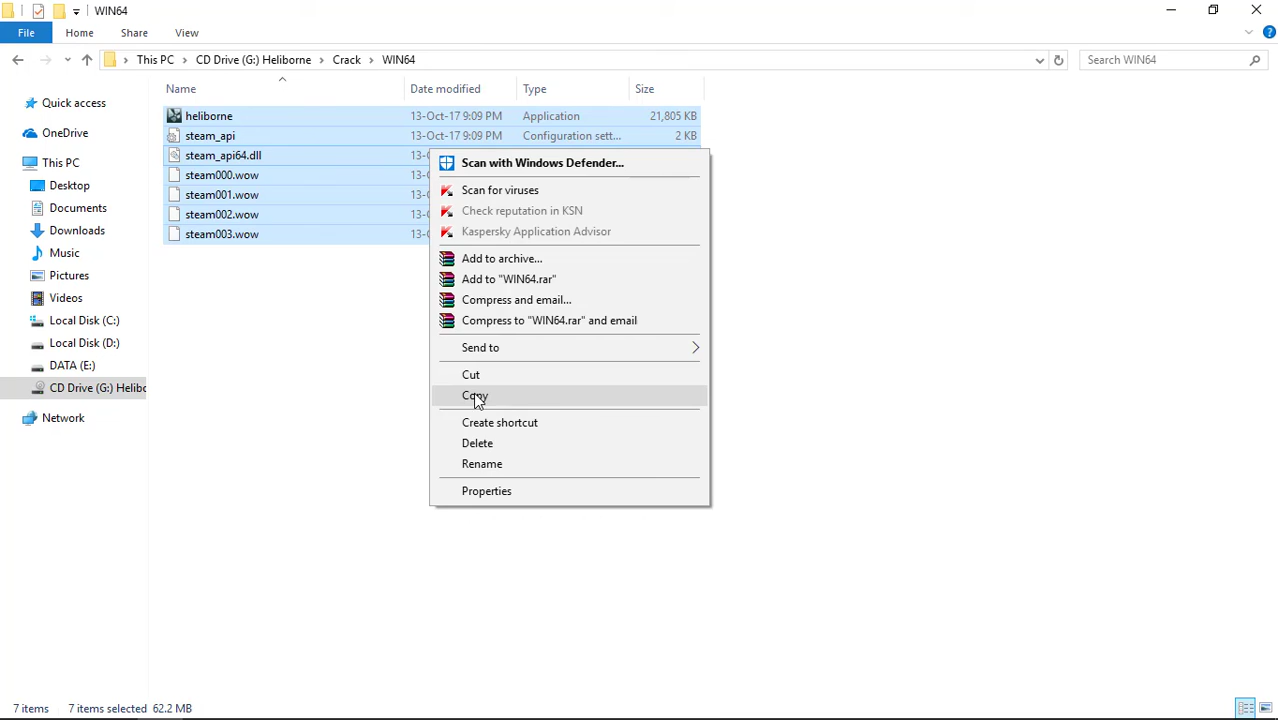 WIN64
File Home Share View
This PC CD Drive (G:) Heliborne Crack WIN64 Search WIN64
Name Date modified Type Size
Quick access
OneDrive
This PC
Desktop
Documents
Downloads
Music
Pictures
Videos
Local Disk (C:)
Local Disk (D:)
DATA (E:)
CD Drive (G:) Helibo
Network
heliborne 13-Oct-17 9:09 PM Application 21,805 KB
steam_api 13-Oct-17 9:09 PM Configuration sett... 2 KB
steam_api64.dll 13-
steam000.wow
steam001.wow 13-O
steam002.wow 13-O
steam003.wow 13-O
Scan with Windows Defender...
Scan for viruses
Check reputation in KSN
Kaspersky Application Advisor
Add to archive...
Add to "WIN64.rar"
Compress and email...
Compress to "WIN64.rar" and email
Send to
Cut
Copy
Create shortcut
Delete
Rename
Properties
7 items 7 items selected 62.2 MB